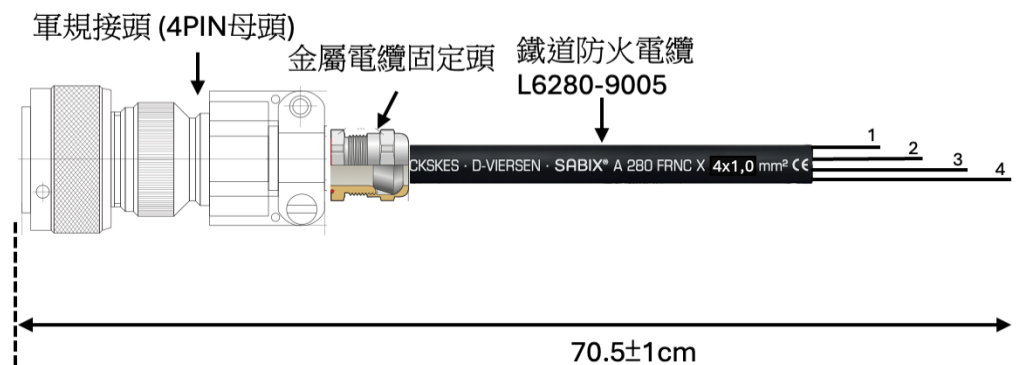 軍規接頭 (4PIN母頭)
金屬電纜固定頭
鐵道防火電纜
L6280-9005
CKSKES · D-VIERSEN · SABIX® A 280 FRNC X 4x1,0 mm² CE
1
2
3
4
70.5±1cm